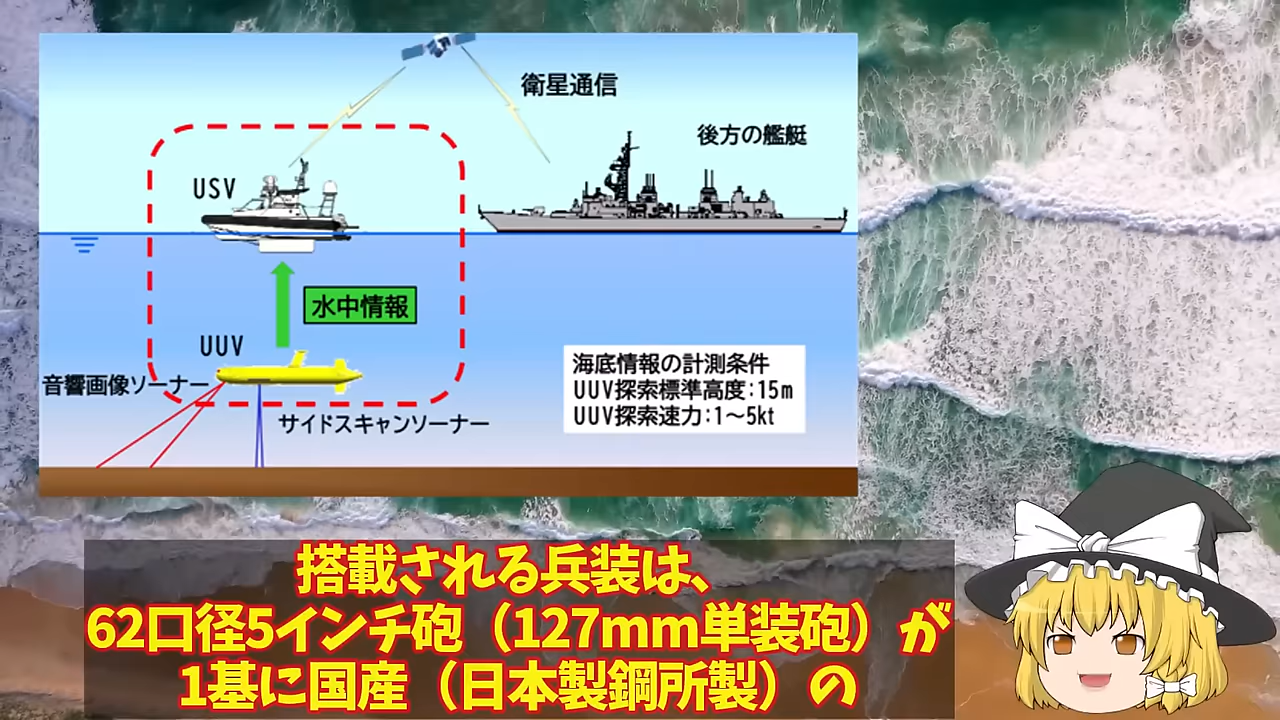 衛星通信
後方の艦艇
USV
水中情報
UUV
音響画像ソーナー
サイドスキャンソーナー
海底情報の計測条件
UUV探索標準高度:15m
UUV探索速力:1～5kt
搭載される兵装は、
62口径5インチ砲（127mm単装砲）が
1基に国産（日本製鋼所製）の